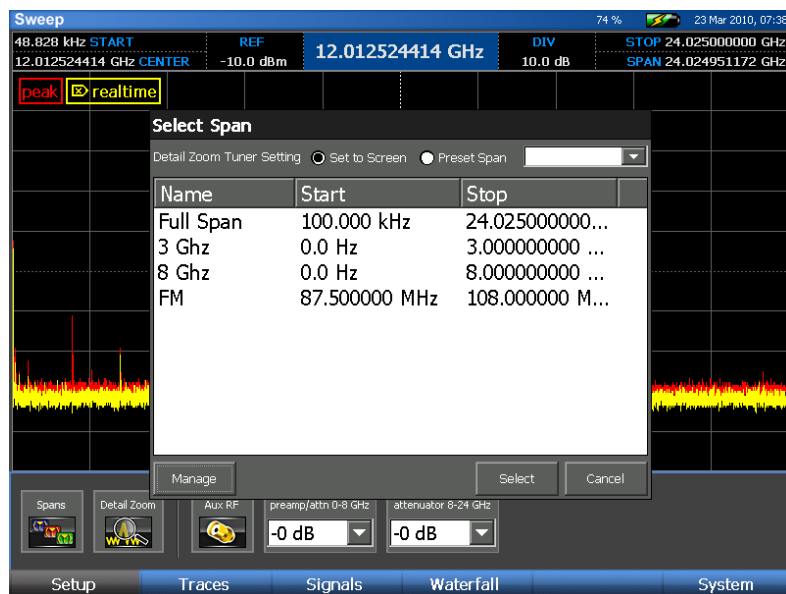 Sweep 74 % 23 Mar 2010, 07:38
48.828 kHz START REF 12.012524414 GHz DIV STOP 24.025000000 GHz
12.012524414 GHz CENTER -10.0 dBm 10.0 dB SPAN 24.024951172 GHz
peak realtime
Select Span
Detail Zoom Tuner Setting Set to Screen Preset Span
Name Start Stop
Full Span 100.000 kHz 24.025000000...
3 Ghz 0.0 Hz 3.000000000 ...
8 Ghz 0.0 Hz 8.000000000 ...
FM 87.500000 MHz 108.000000 M...
Manage Select Cancel
Spans Detail Zoom Aux RF preamp/attn 0-8 GHz attenuator 8-24 GHz
-0 dB -0 dB
Setup Traces Signals Waterfall System